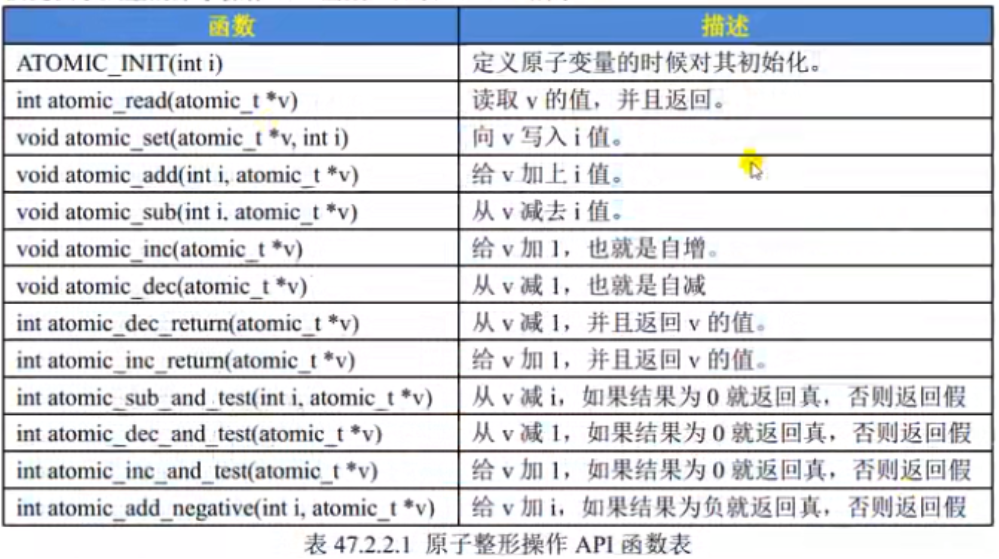 函数 描述
ATOMIC_INIT(int i) 定义原子变量的时候对其初始化。
int atomic_read(atomic_t *v) 读取 v 的值，并且返回。
void atomic_set(atomic_t *v, int i) 向 v 写入 i 值。
void atomic_add(int i, atomic_t *v) 给 v 加上 i 值。
void atomic_sub(int i, atomic_t *v) 从 v 减去 i 值。
void atomic_inc(atomic_t *v) 给 v 加 1，也就是自增。
void atomic_dec(atomic_t *v) 从 v 减 1，也就是自减
int atomic_dec_return(atomic_t *v) 从 v 减 1，并且返回 v 的值。
int atomic_inc_return(atomic_t *v) 给 v 加 1，并且返回 v 的值。
int atomic_sub_and_test(int i, atomic_t *v) 从 v 减 i，如果结果为 0 就返回真，否则返回假
int atomic_dec_and_test(atomic_t *v) 从 v 减 1，如果结果为 0 就返回真，否则返回假
int atomic_inc_and_test(atomic_t *v) 给 v 加 1，如果结果为 0 就返回真，否则返回假
int atomic_add_negative(int i, atomic_t *v) 给 v 加 i，如果结果为负就返回真，否则返回假
表 47.2.2.1 原子整形操作 API 函数表